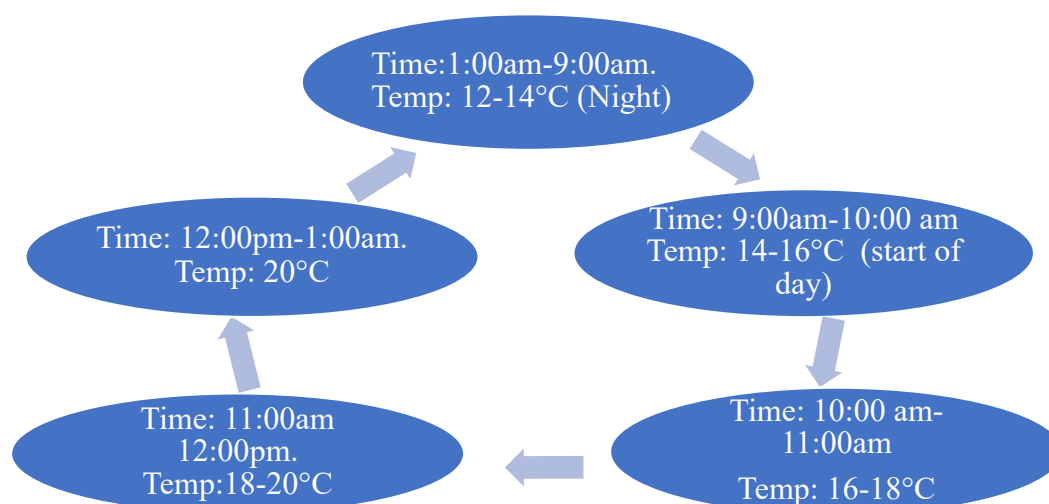 Time:1:00am-9:00am.
Temp: 12-14°C (Night)
Time: 9:00am-10:00 am
Temp: 14-16°C  (start of
day)
Time: 10:00 am-
11:00am
Temp: 16-18°C
Time: 11:00am
12:00pm.
Temp:18-20°C
Time: 12:00pm-1:00am.
Temp: 20°C